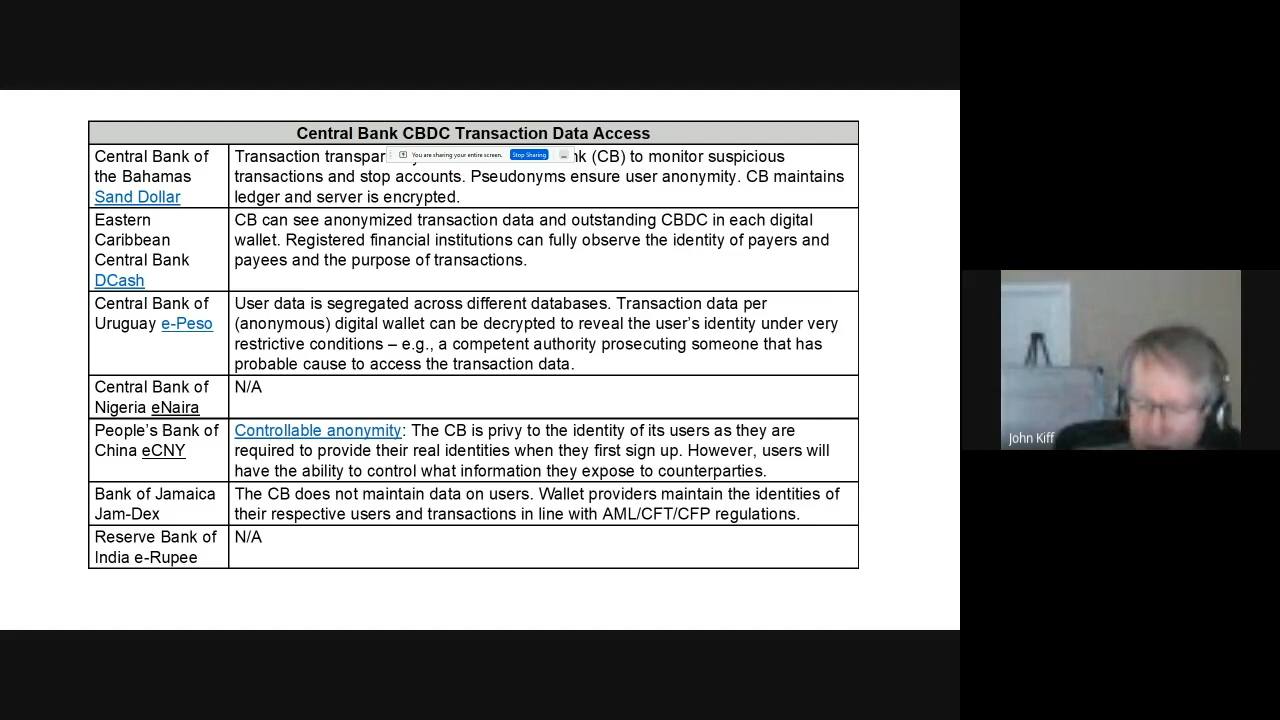 Central Bank CBDC Transaction Data Access
Central Bank of
the Bahamas
Sand Dollar
Transaction transpar nk (CB) to monitor suspicious
transactions and stop accounts. Pseudonyms ensure user anonymity. CB maintains
ledger and server is encrypted.
You are sharing your entire screen. Stop Sharing
Eastern
Caribbean
Central Bank
DCash
CB can see anonymized transaction data and outstanding CBDC in each digital
wallet. Registered financial institutions can fully observe the identity of payers and
payees and the purpose of transactions.
Central Bank of
Uruguay e-Peso
User data is segregated across different databases. Transaction data per
(anonymous) digital wallet can be decrypted to reveal the user’s identity under very
restrictive conditions – e.g., a competent authority prosecuting someone that has
probable cause to access the transaction data.
Central Bank of
Nigeria eNaira
N/A
People’s Bank of
China eCNY
Controllable anonymity: The CB is privy to the identity of its users as they are
required to provide their real identities when they first sign up. However, users will
have the ability to control what information they expose to counterparties.
Bank of Jamaica
Jam-Dex
The CB does not maintain data on users. Wallet providers maintain the identities of
their respective users and transactions in line with AML/CFT/CFP regulations.
Reserve Bank of
India e-Rupee
N/A
John Kiff